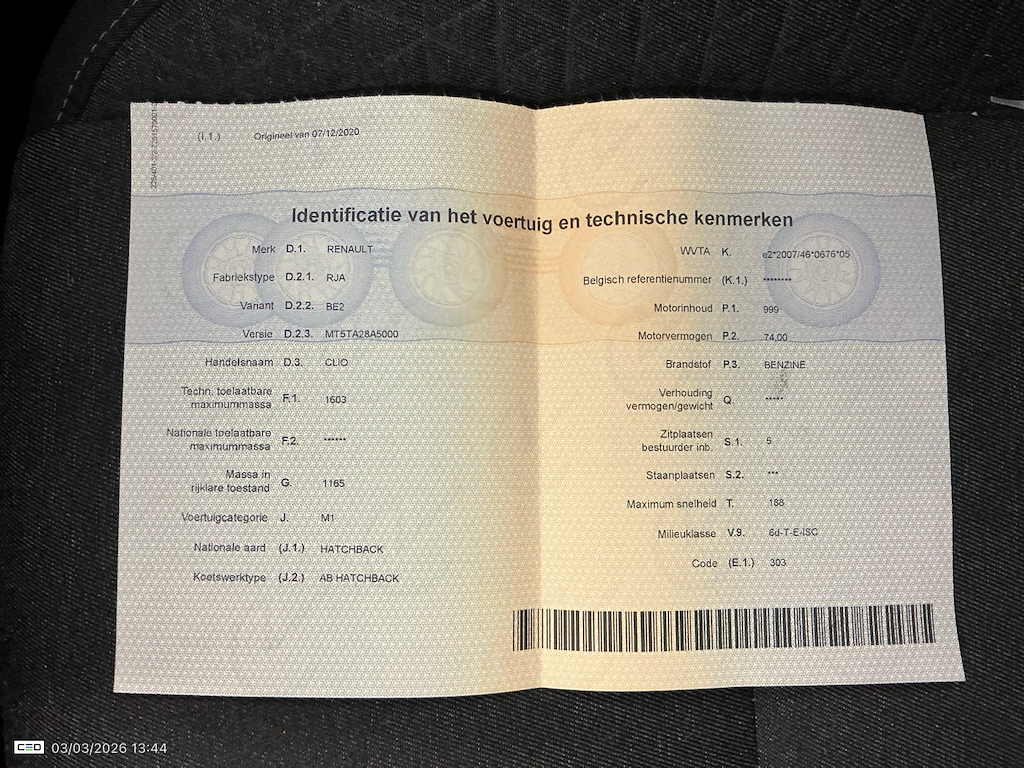 (I.1.) Origineel van 07/12/2020
Identificatie van het voertuig en technische kenmerken
Merk D.1. RENAULT
Fabriekstype D.2.1. RJA
Variant D.2.2. BE2
Versie D.2.3. MT5TA28A5000
Handelsnaam D.3. CLIO
Techn. toelaatbare
maximummassa F.1. 1603
Nationale toelaatbare
maximummassa F.2. ******
Massa in
rijklare toestand G. 1165
Voertuigcategorie J. M1
Nationale aard (J.1.) HATCHBACK
Koetswerktype (J.2.) AB HATCHBACK
WVTA K. e2*2007/46*0676*05
Belgisch referentienummer (K.1.) ********
Motorinhoud P.1. 999
Motorvermogen P.2. 74,00
Brandstof P.3. BENZINE
Verhouding
vermogen/gewicht Q. *****
Zitplaatsen
bestuurder inb. S.1. 5
Staanplaatsen S.2. ***
Maximum snelheid T. 188
Milieuklasse V.9. 6d-T-E-ISC
Code (E.1.) 303
CEO 03/03/2026 13:44